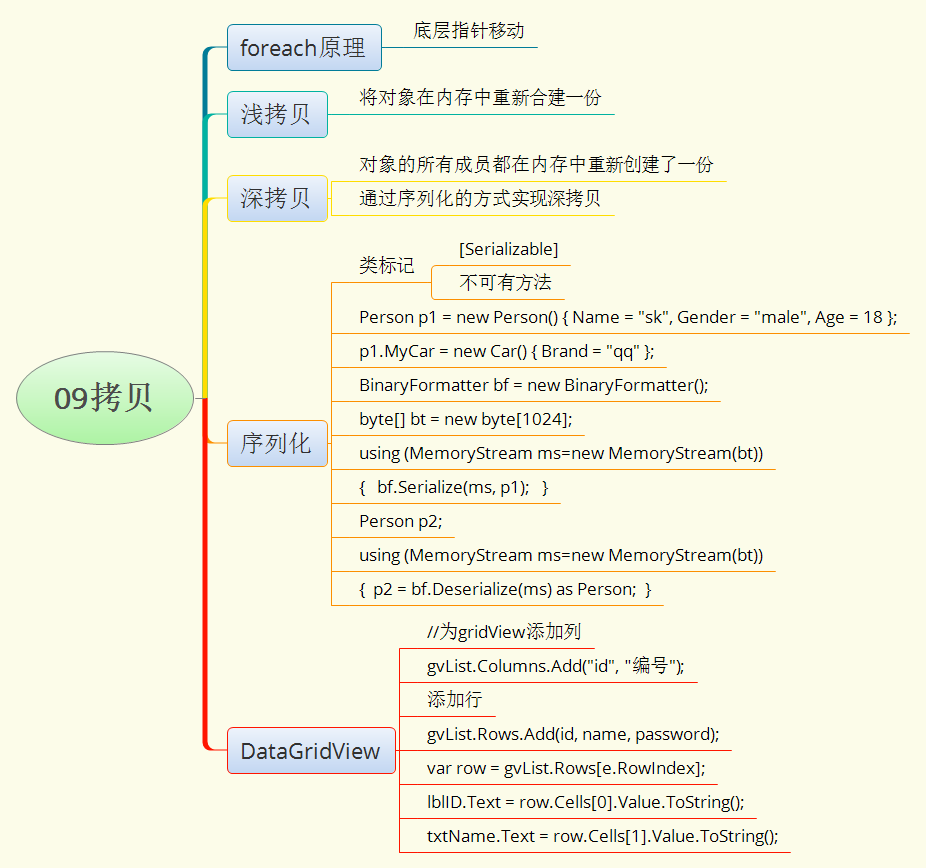 09拷贝
foreach原理
底层指针移动
浅拷贝
将对象在内存中重新合建一份
深拷贝
对象的所有成员都在内存中重新创建了一份
通过序列化的方式实现深拷贝
序列化
类标记
[Serializable]
不可有方法
Person p1 = new Person() { Name = "sk", Gender = "male", Age = 18 };
p1.MyCar = new Car() { Brand = "qq" };
BinaryFormatter bf = new BinaryFormatter();
byte[] bt = new byte[1024];
using (MemoryStream ms=new MemoryStream(bt))
{   bf.Serialize(ms, p1);   }
Person p2;
using (MemoryStream ms=new MemoryStream(bt))
{  p2 = bf.Deserialize(ms) as Person;  }
DataGridView
//为gridView添加列
gvList.Columns.Add("id", "编号");
添加行
gvList.Rows.Add(id, name, password);
var row = gvList.Rows[e.RowIndex];
lblID.Text = row.Cells[0].Value.ToString();
txtName.Text = row.Cells[1].Value.ToString();